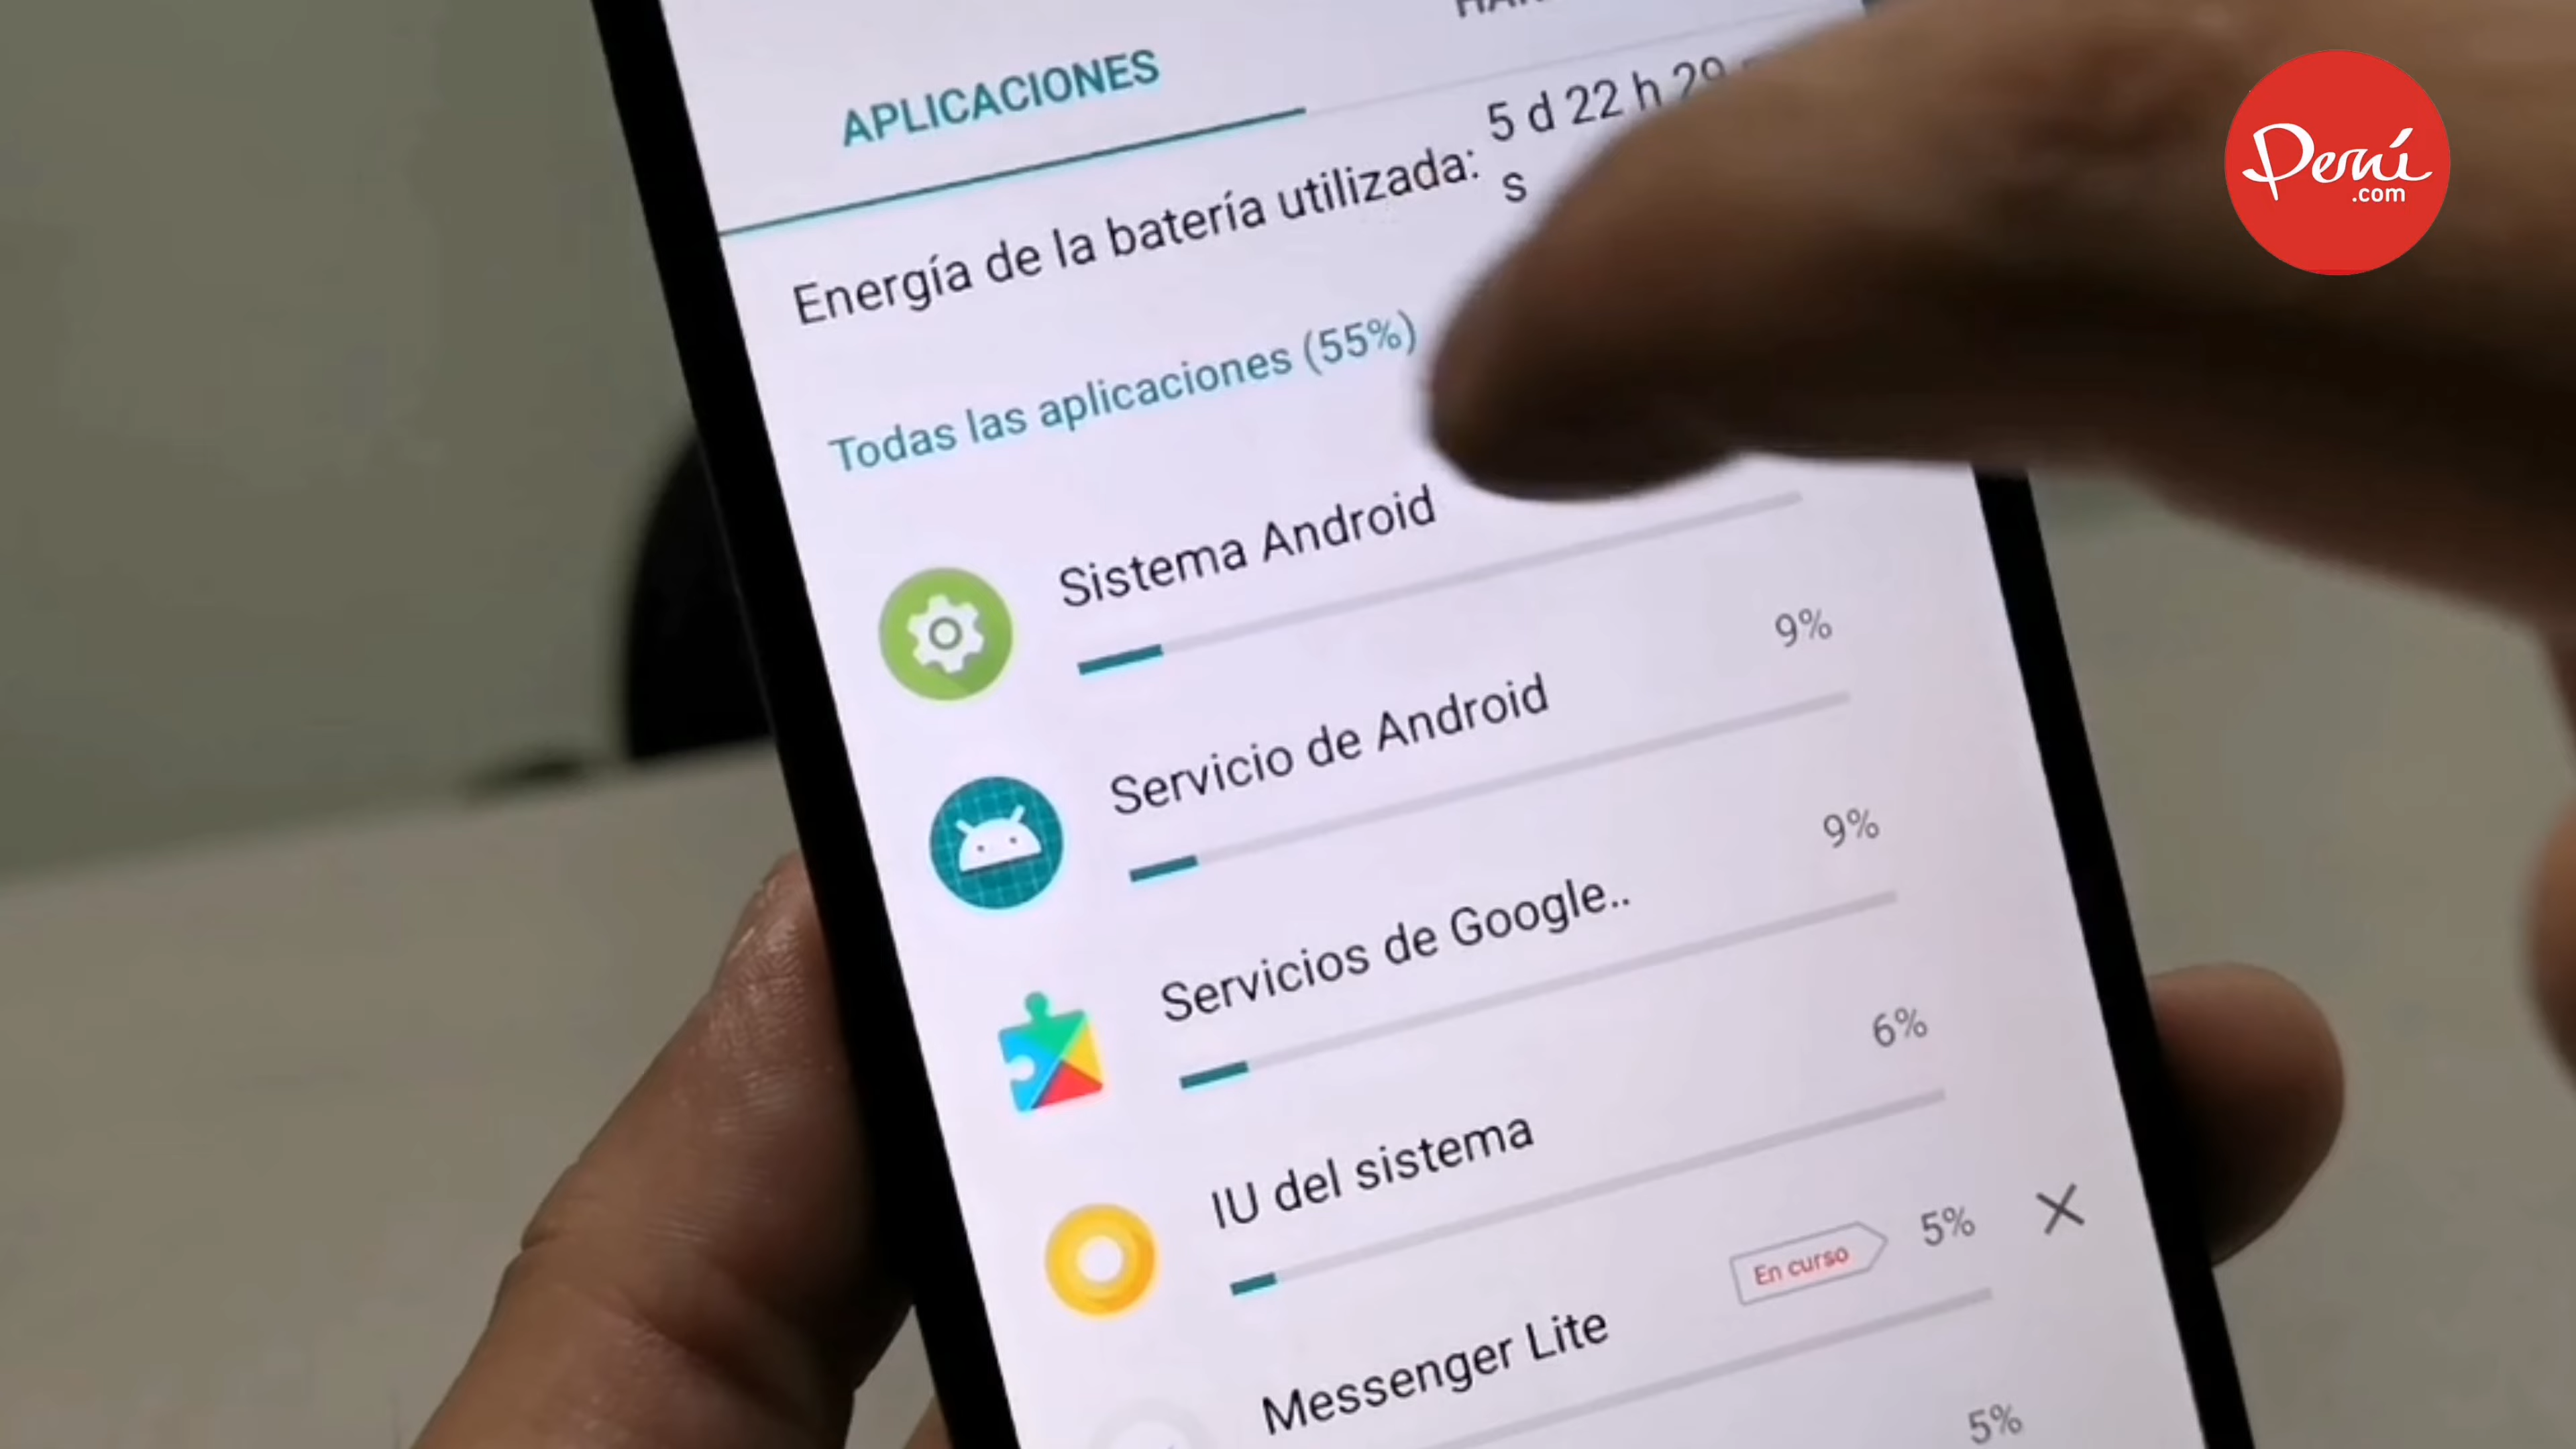 APLICACIONES
Energía de la batería utilizada: 5 d 22 h 29
s
Todas las aplicaciones (55%)
Sistema Android
9%
Servicio de Android
9%
Servicios de Google..
6%
IU del sistema
En curso 5%
Messenger Lite
5%
Perú
.com